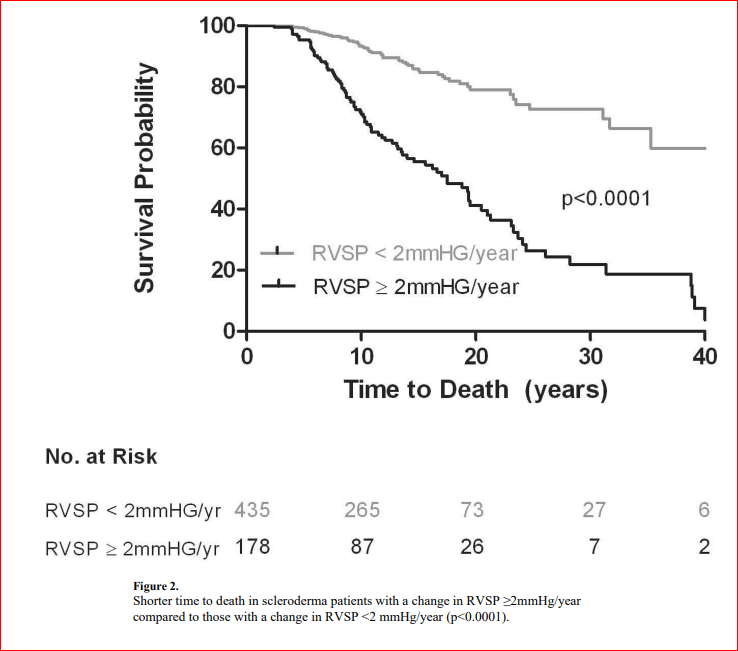 100
80
60
40
20
0
Survival Probability
p<0.0001
RVSP < 2mmHG/year
RVSP ≥ 2mmHG/year
0 10 20 30 40
Time to Death (years)
No. at Risk
RVSP < 2mmHG/yr 435 265 73 27 6
RVSP ≥ 2mmHG/yr 178 87 26 7 2
Figure 2.
Shorter time to death in scleroderma patients with a change in RVSP ≥2mmHg/year
compared to those with a change in RVSP <2 mmHg/year (p<0.0001).